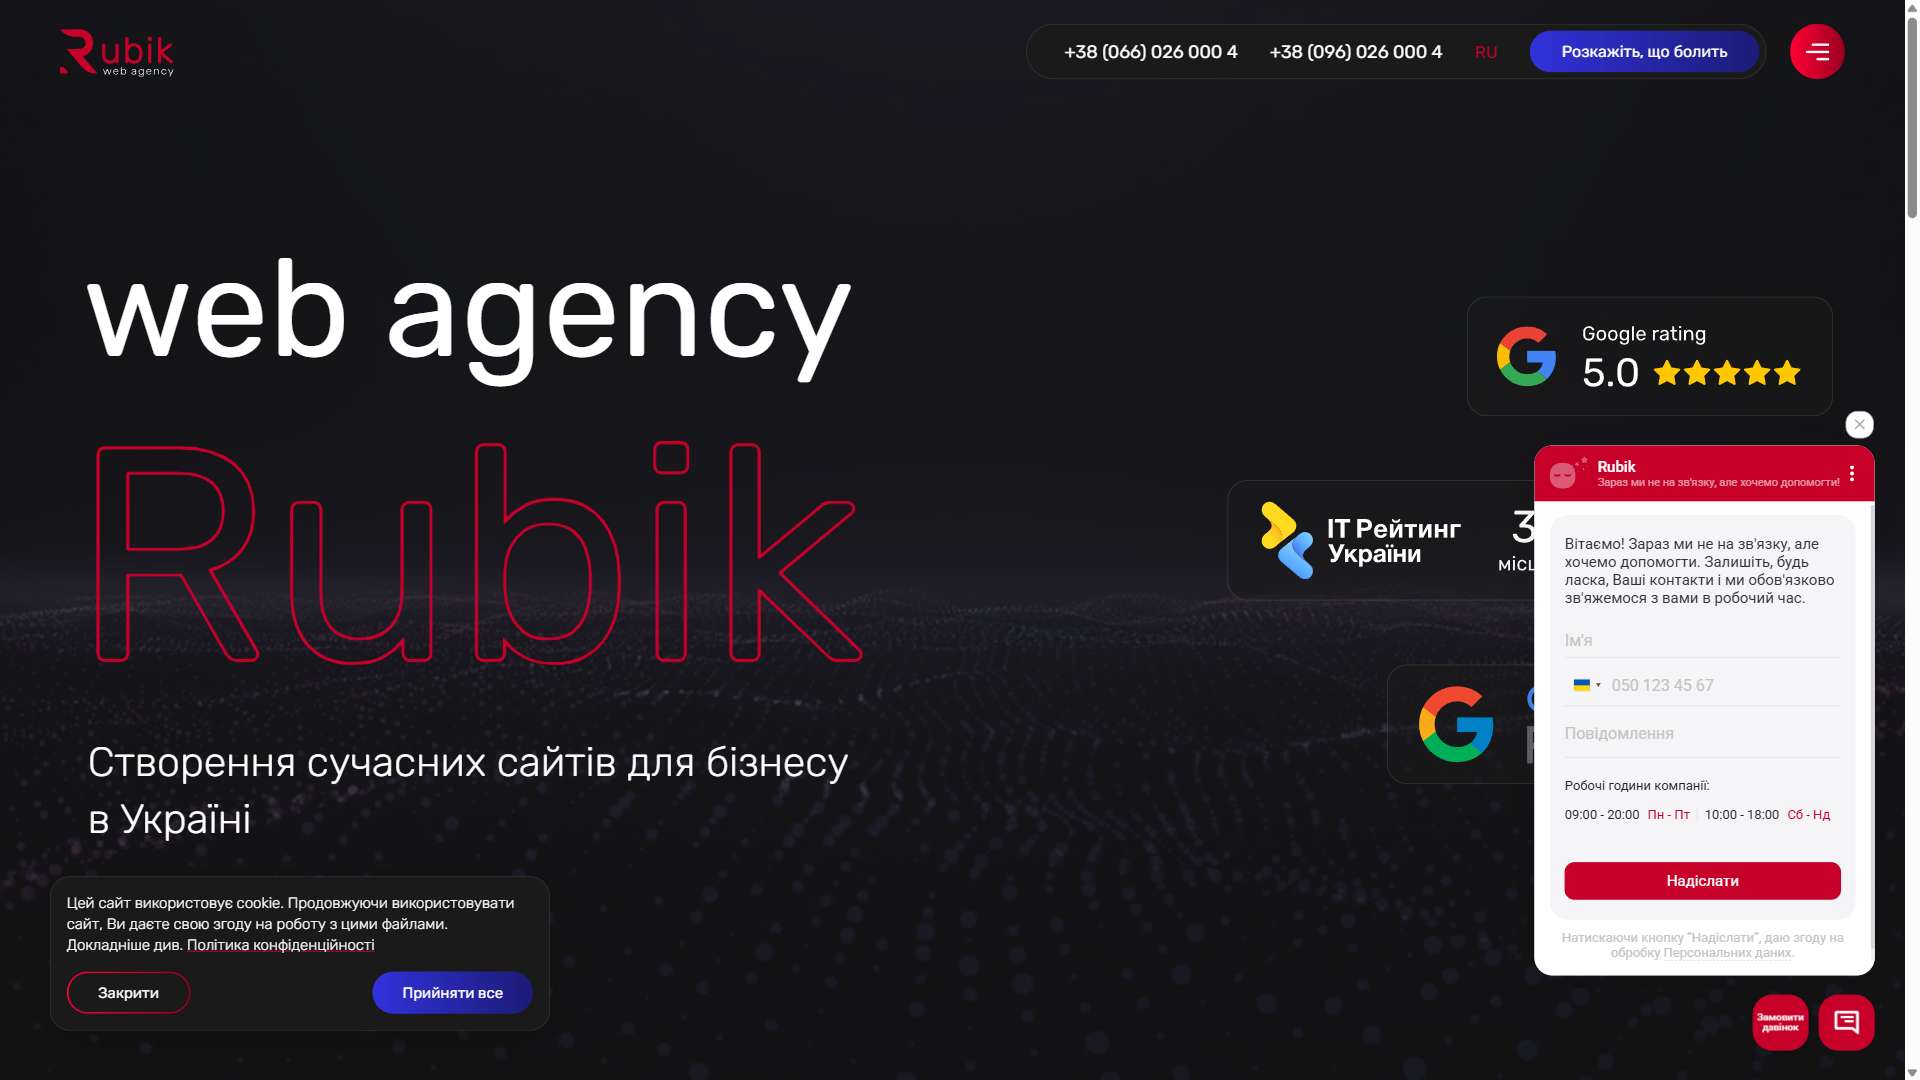 Rubik
web agency
+38 (066) 026 000 4
+38 (096) 026 000 4
RU
Розкажіть, що болить
web agency
Rubik
Створення сучасних сайтів для бізнесу
в Україні
Google rating
5.0
IT Рейтинг
України
3
Rubik
Зараз ми не на зв'язку, але хочемо допомогти!
Вітаємо! Зараз ми не на зв'язку, але
хочемо допомогти. Залишіть, будь
ласка, Ваші контакти і ми обов'язково
зв'яжемося з вами в робочий час.
Ім'я
050 123 45 67
Повідомлення
Робочі години компанії:
09:00 - 20:00 Пн - Пт | 10:00 - 18:00 Сб - Нд
Надіслати
Натискаючи кнопку “Надіслати”, даю згоду на
обробку Персональних даних.
Цей сайт використовує cookie. Продовжуючи використовувати
сайт, Ви даєте свою згоду на роботу з цими файлами.
Докладніше див. Політика конфіденційності
Закрити
Прийняти все
Замовити
дзвінок